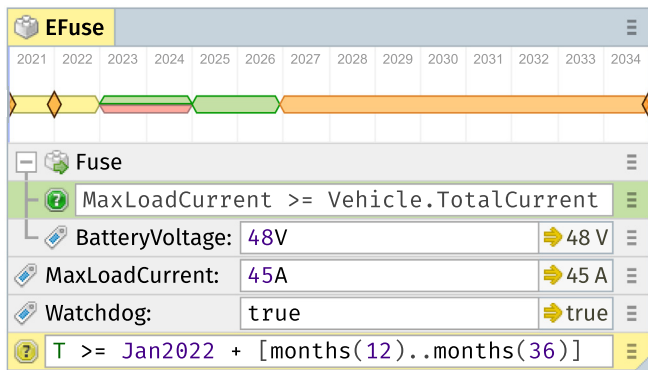 EFuse
2021 2022 2023 2024 2025 2026 2027 2028 2029 2030 2031 2032 2033 2034
Fuse
? MaxLoadCurrent >= Vehicle.TotalCurrent
BatteryVoltage: 48V 48 V
MaxLoadCurrent: 45A 45 A
Watchdog: true true
? T >= Jan2022 + [months(12)..months(36)]